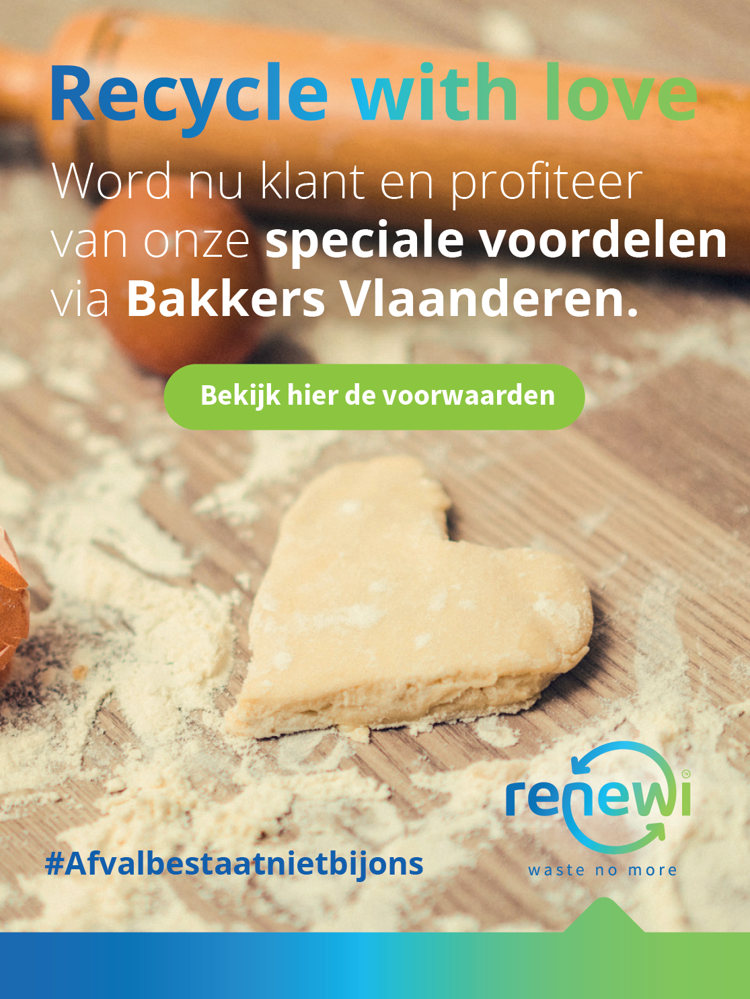 Recycle with love
Word nu klant en profiteer
van onze speciale voordelen
via Bakkers Vlaanderen.
Bekijk hier de voorwaarden
renewi™
waste no more
#Afvalbestaatnietbijons